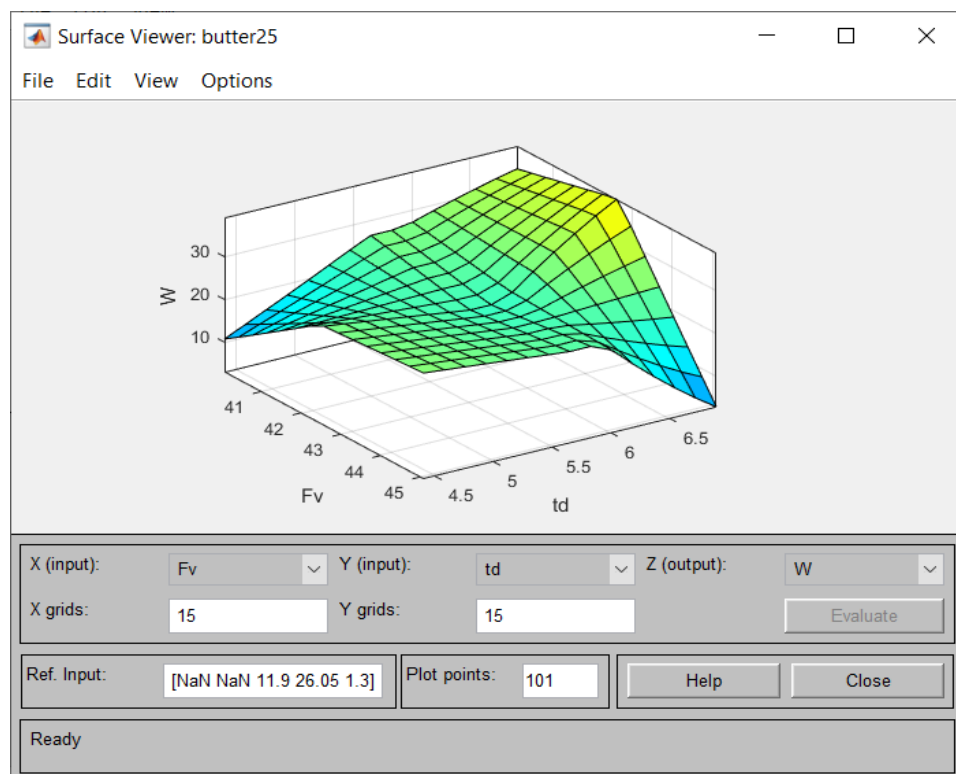 Surface Viewer: butter25
File Edit View Options
30
20
10
W
41
42
43
44
45
Fv
4.5
5
5.5
6
6.5
td
X (input): Fv Y (input): td Z (output): W
X grids: 15 Y grids: 15 Evaluate
Ref. Input: [NaN NaN 11.9 26.05 1.3] Plot points: 101 Help Close
Ready